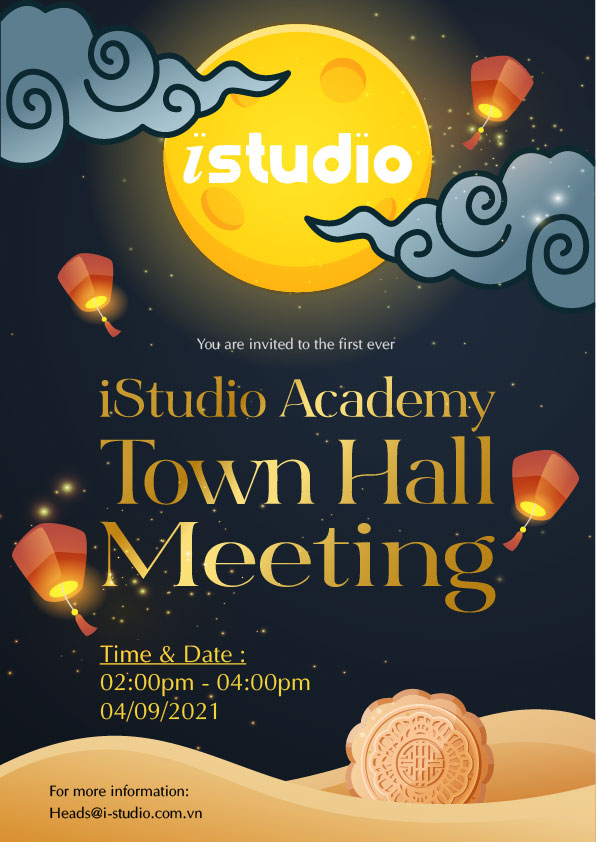 istudio
You are invited to the first ever
iStudio Academy
Town Hall
Meeting
Time & Date :
02:00pm - 04:00pm
04/09/2021
For more information:
Heads@i-studio.com.vn